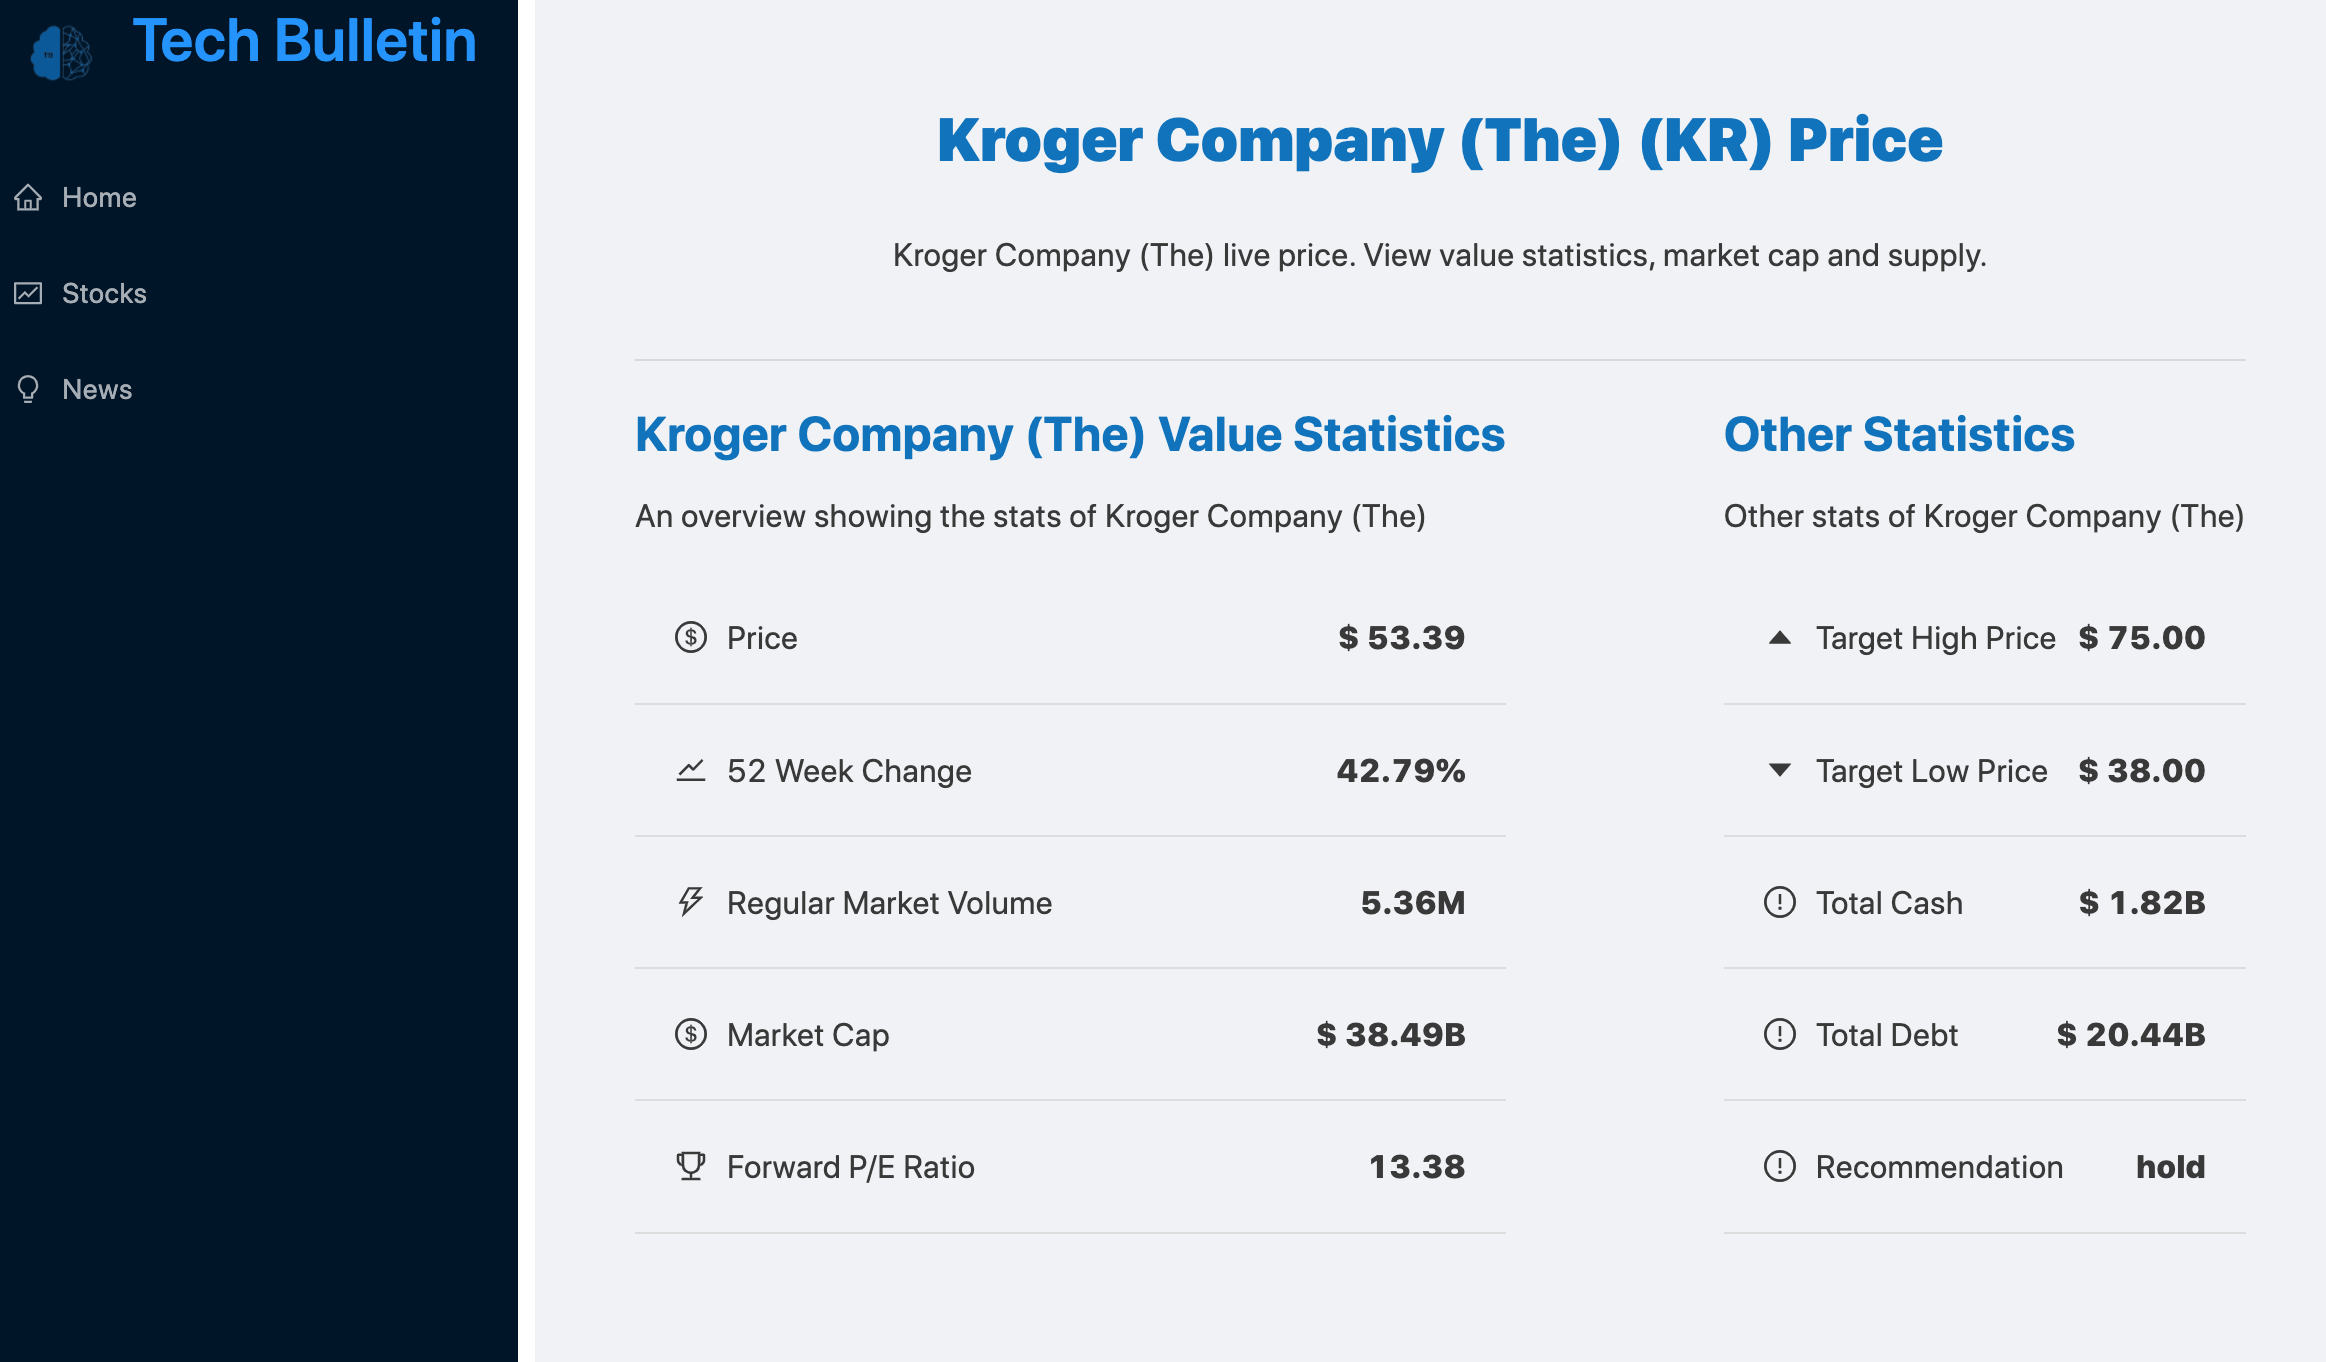 Tech Bulletin
Home
Stocks
News
Kroger Company (The) (KR) Price
Kroger Company (The) live price. View value statistics, market cap and supply.
Kroger Company (The) Value Statistics
An overview showing the stats of Kroger Company (The)
Price $ 53.39
52 Week Change 42.79%
Regular Market Volume 5.36M
Market Cap $ 38.49B
Forward P/E Ratio 13.38
Other Statistics
Other stats of Kroger Company (The)
Target High Price $ 75.00
Target Low Price $ 38.00
Total Cash $ 1.82B
Total Debt $ 20.44B
Recommendation hold